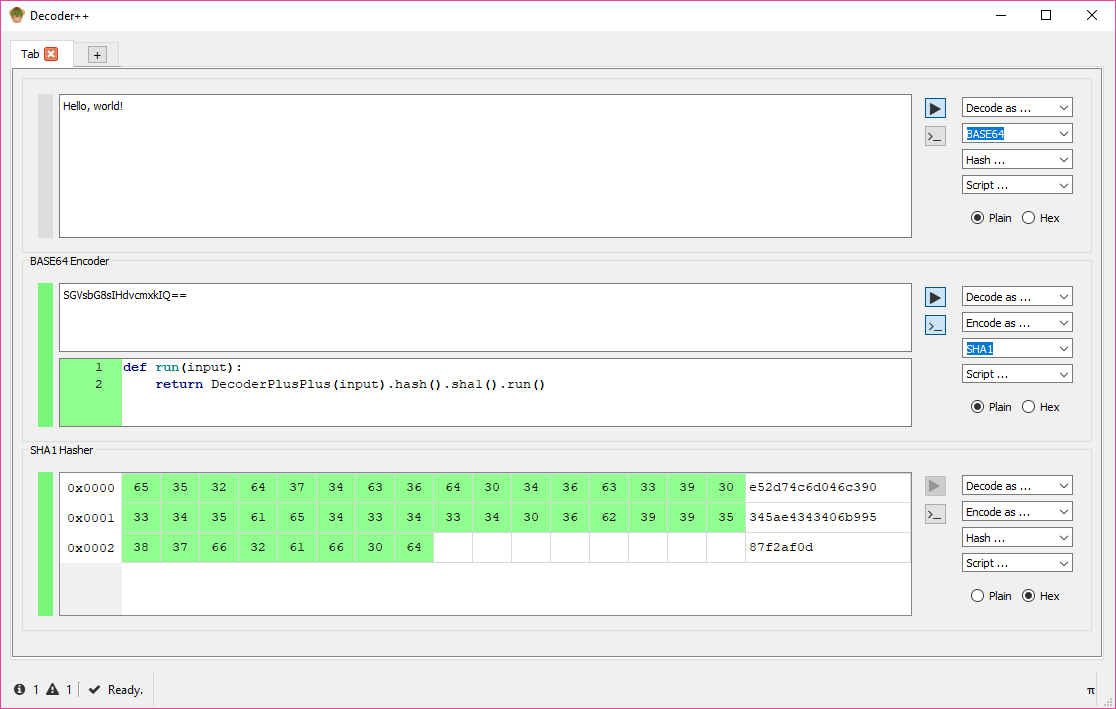 Decoder++
Tab +
Hello, world!
Decode as ...
BASE64
>_
Hash ...
Script ...
Plain Hex
BASE64 Encoder
SGVsbG8sIHdvcmxkIQ==
Decode as ...
>_ Encode as ...
SHA1
1 def run(input):
2 return DecoderPlusPlus(input).hash().sha1().run()
Script ...
Plain Hex
SHA1 Hasher
0x0000 65 35 32 64 37 34 63 36 64 30 34 36 63 33 39 30 e52d74c6d046c390
Decode as ...
0x0001 33 34 35 61 65 34 33 34 33 34 30 36 62 39 39 35 345ae4343406b995
>_ Encode as ...
0x0002 38 37 66 32 61 66 30 64 87f2af0d
Hash ...
Script ...
Plain Hex
1 1 Ready. π